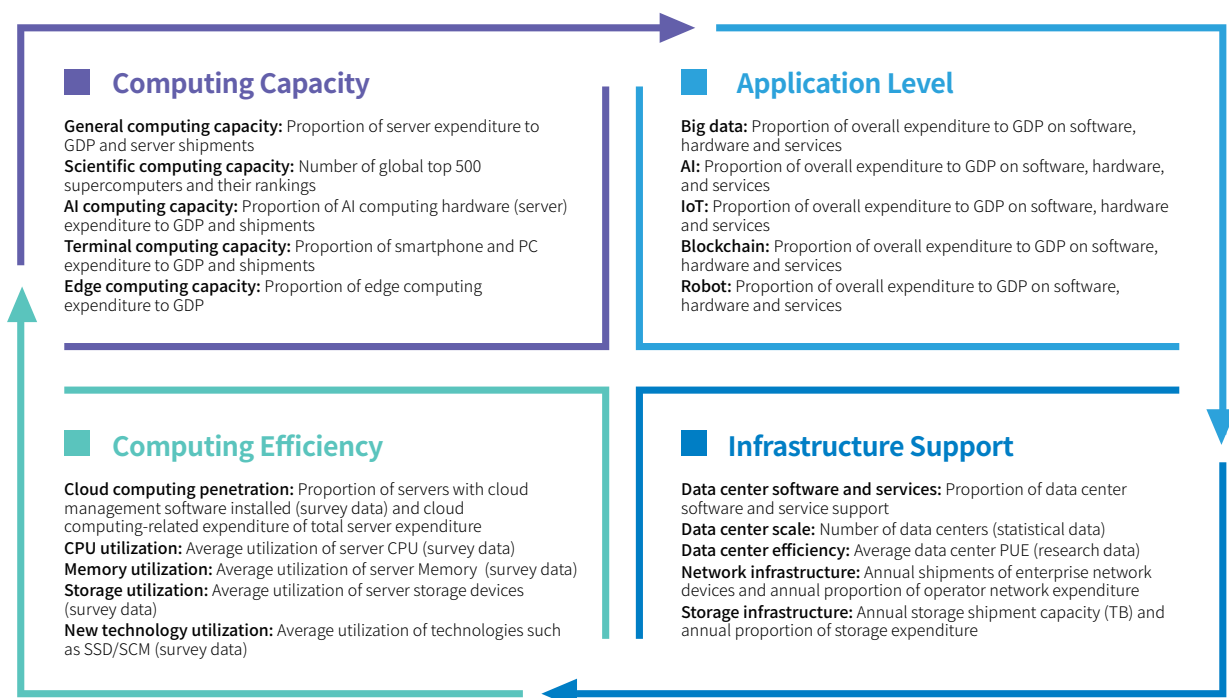 Computing Capacity
General computing capacity: Proportion of server expenditure to
GDP and server shipments
Scientific computing capacity: Number of global top 500
supercomputers and their rankings
AI computing capacity: Proportion of AI computing hardware (server)
expenditure to GDP and shipments
Terminal computing capacity: Proportion of smartphone and PC
expenditure to GDP and shipments
Edge computing capacity: Proportion of edge computing
expenditure to GDP
Application Level
Big data: Proportion of overall expenditure to GDP on software,
hardware and services
AI: Proportion of overall expenditure to GDP on software, hardware,
and services
IoT: Proportion of overall expenditure to GDP on software, hardware
and services
Blockchain: Proportion of overall expenditure to GDP on software,
hardware and services
Robot: Proportion of overall expenditure to GDP on software,
hardware and services
Computing Efficiency
Cloud computing penetration: Proportion of servers with cloud
management software installed (survey data) and cloud
computing-related expenditure of total server expenditure
CPU utilization: Average utilization of server CPU (survey data)
Memory utilization: Average utilization of server Memory (survey data)
Storage utilization: Average utilization of server storage devices
(survey data)
New technology utilization: Average utilization of technologies such
as SSD/SCM (survey data)
Infrastructure Support
Data center software and services: Proportion of data center
software and service support
Data center scale: Number of data centers (statistical data)
Data center efficiency: Average data center PUE (research data)
Network infrastructure: Annual shipments of enterprise network
devices and annual proportion of operator network expenditure
Storage infrastructure: Annual storage shipment capacity (TB) and
annual proportion of storage expenditure